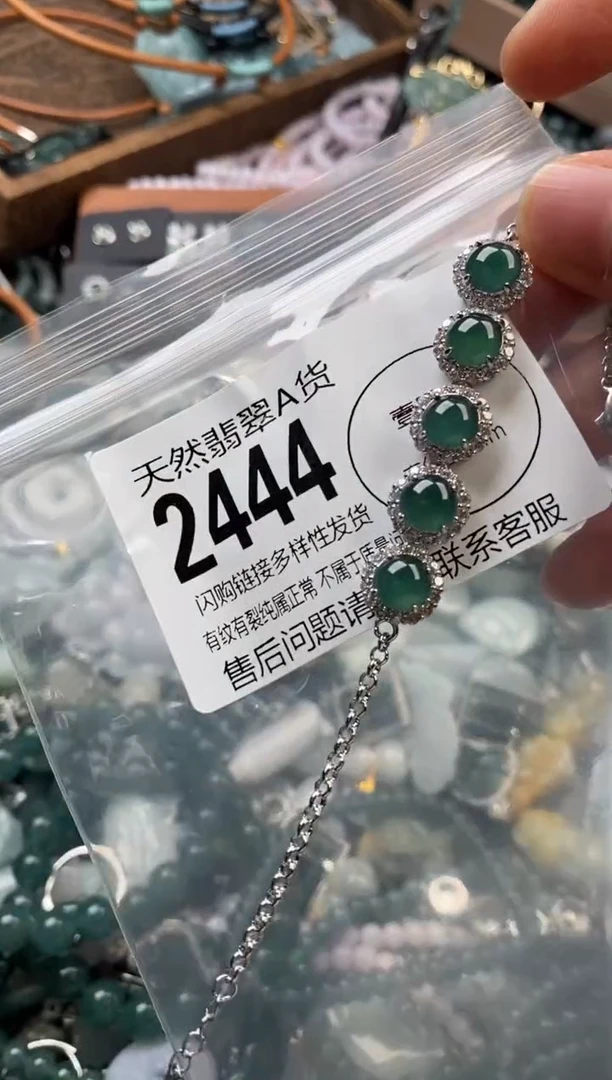 天然翡翠A货
2444
闪购链接多样性发货
有纹有裂纯属正常 不属于质量
售后问题请
联系客服
壹